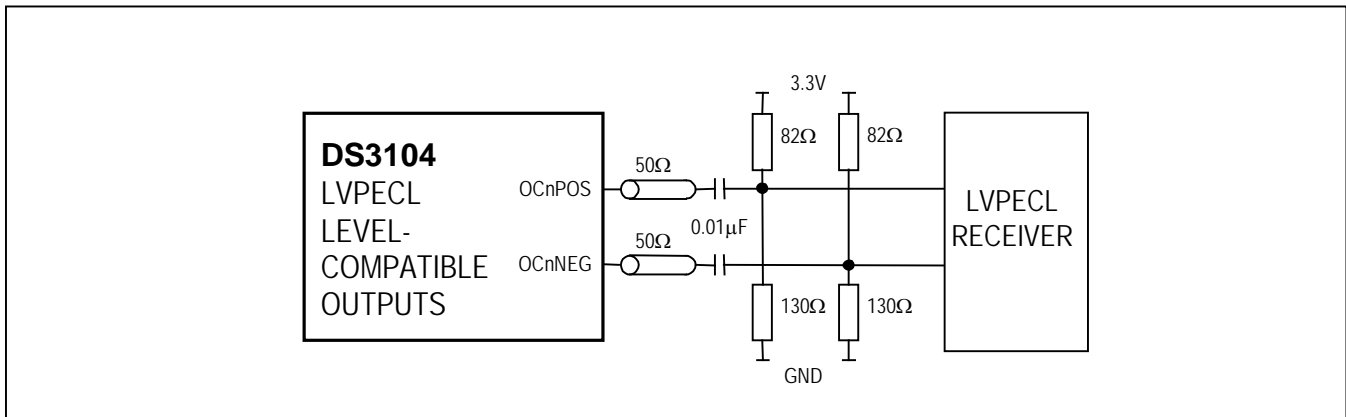 3.3V
82Ω
82Ω
DS3104
LVPECL
LEVEL-
COMPATIBLE
OUTPUTS
OCnPOS
OCnNEG
50Ω
50Ω
0.01μF
130Ω
130Ω
GND
LVPECL
RECEIVER